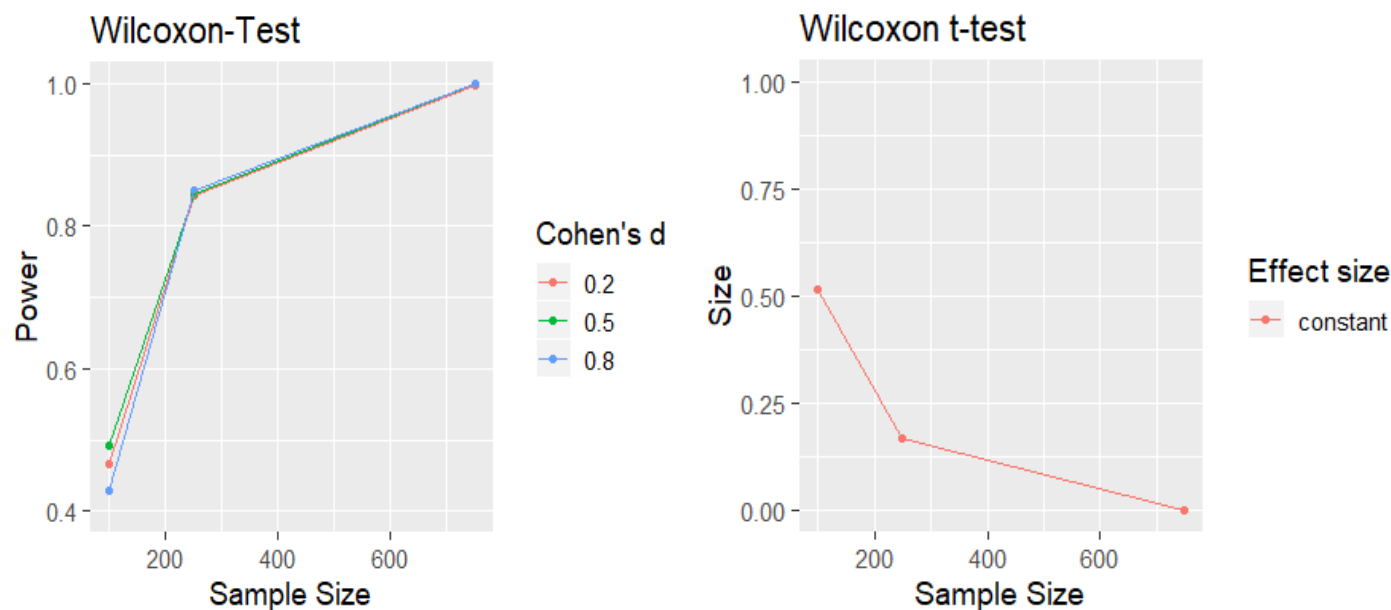 Wilcoxon-Test
1.0
0.8
0.6
0.4
Power
200
400
600
Sample Size
Cohen's d
0.2
0.5
0.8
Wilcoxon t-test
1.00
0.75
0.50
0.25
0.00
Size
200
400
600
Sample Size
Effect size
constant